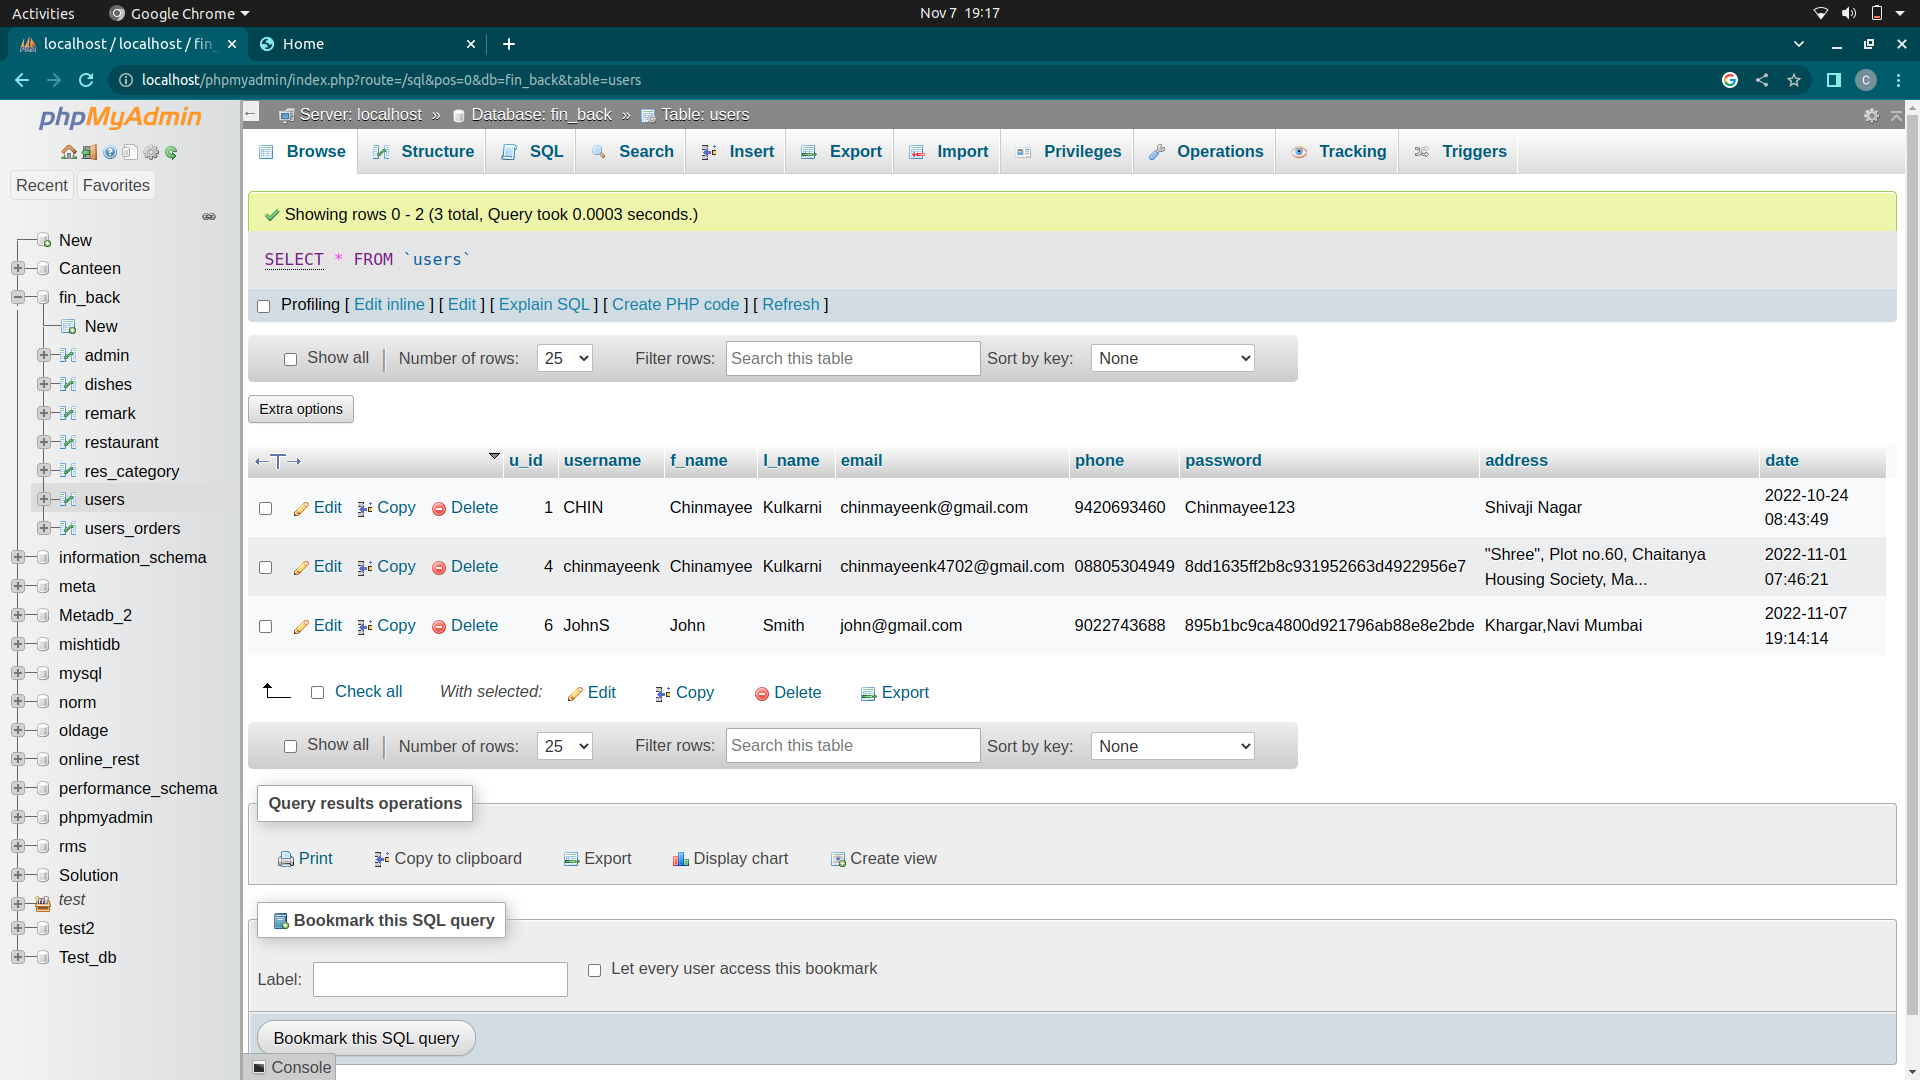 Activities
Google Chrome
Nov 7 19:17
localhost / localhost / fin_
Home
localhost/phpmyadmin/index.php?route=/sql&pos=0&db=fin_back&table=users
C
phpMyAdmin
Recent
Favorites
New
Canteen
fin_back
New
admin
dishes
remark
restaurant
res_category
users
users_orders
information_schema
meta
Metadb_2
mishtidb
mysql
norm
oldage
online_rest
performance_schema
phpmyadmin
rms
Solution
test
test2
Test_db
Server: localhost » Database: fin_back » Table: users
Browse Structure SQL Search Insert Export Import Privileges Operations Tracking Triggers
Showing rows 0 - 2 (3 total, Query took 0.0003 seconds.)
SELECT * FROM `users`
Profiling [ Edit inline ] [ Edit ] [ Explain SQL ] [ Create PHP code ] [ Refresh ]
Show all Number of rows: 25 Filter rows: Search this table Sort by key: None
Extra options
u_id username f_name l_name email phone password address date
Edit Copy Delete 1 CHIN Chinmayee Kulkarni chinmayeenk@gmail.com 9420693460 Chinmayee123 Shivaji Nagar 2022-10-24
08:43:49
Edit Copy Delete 4 chinmayeenk Chinamyee Kulkarni chinmayeenk4702@gmail.com 08805304949 8dd1635ff2b8c931952663d4922956e7 "Shree", Plot no.60, Chaitanya 2022-11-01
Housing Society, Ma... 07:46:21
Edit Copy Delete 6 JohnS John Smith john@gmail.com 9022743688 895b1bc9ca4800d921796ab88e8e2bde Khargar,Navi Mumbai 2022-11-07
19:14:14
Check all With selected: Edit Copy Delete Export
Show all Number of rows: 25 Filter rows: Search this table Sort by key: None
Query results operations
Print Copy to clipboard Export Display chart Create view
Bookmark this SQL query
Label: Let every user access this bookmark
Bookmark this SQL query
Console